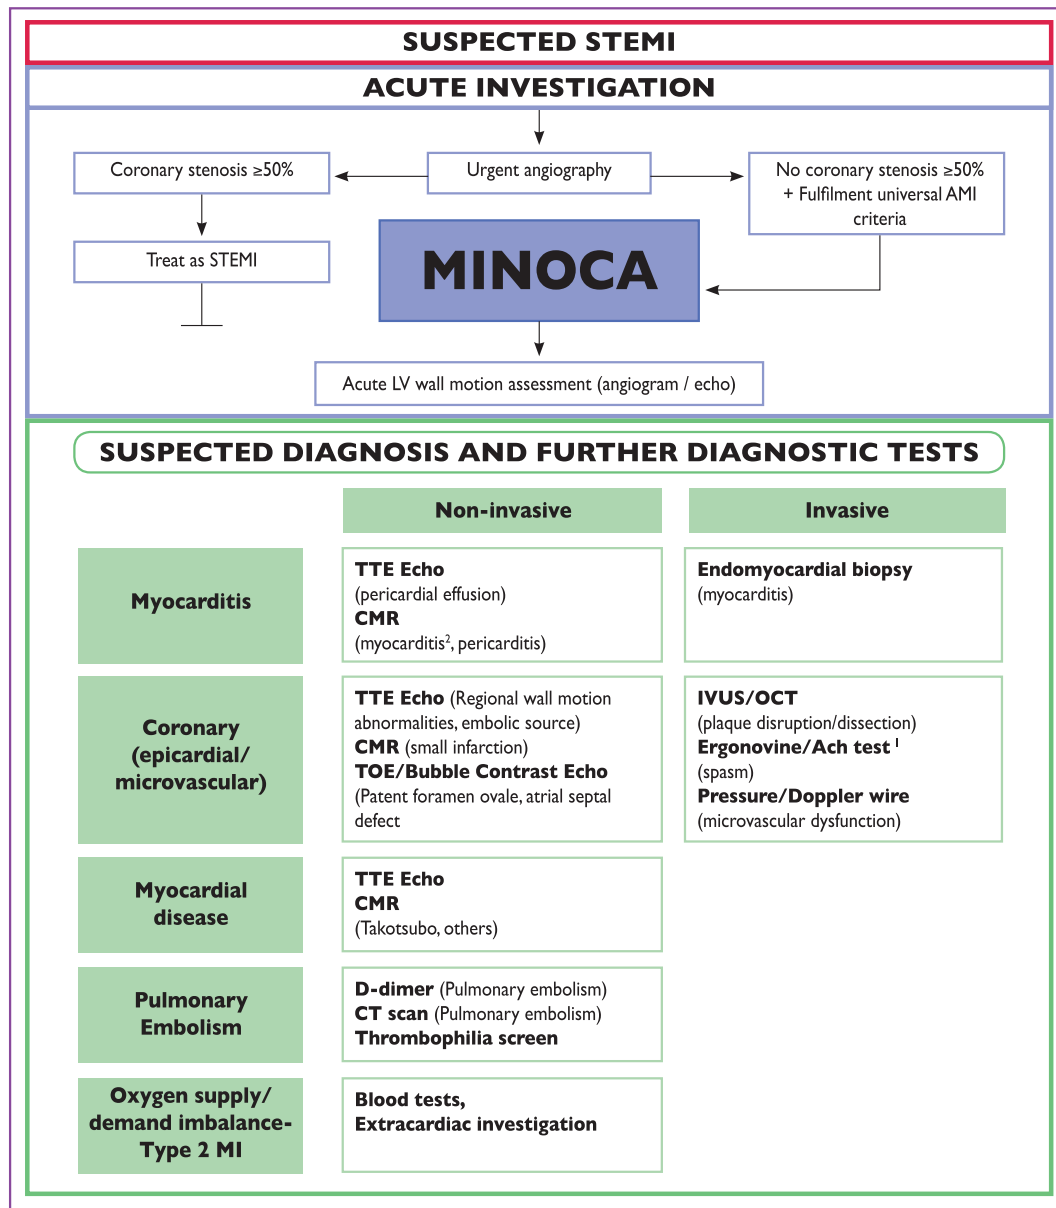 SUSPECTED STEMI
ACUTE INVESTIGATION
Coronary stenosis ≥50%
Urgent angiography
No coronary stenosis ≥50%
+ Fulfilment universal AMI
criteria
Treat as STEMI
MINOCA
Acute LV wall motion assessment (angiogram / echo)
SUSPECTED DIAGNOSIS AND FURTHER DIAGNOSTIC TESTS
Non-invasive
Invasive
Myocarditis
TTE Echo
(pericardial effusion)
CMR
(myocarditis², pericarditis)
Endomyocardial biopsy
(myocarditis)
Coronary
(epicardial/
microvascular)
TTE Echo (Regional wall motion
abnormalities, embolic source)
CMR (small infarction)
TOE/Bubble Contrast Echo
(Patent foramen ovale, atrial septal
defect
IVUS/OCT
(plaque disruption/dissection)
Ergonovine/Ach test ¹
(spasm)
Pressure/Doppler wire
(microvascular dysfunction)
Myocardial
disease
TTE Echo
CMR
(Takotsubo, others)
Pulmonary
Embolism
D-dimer (Pulmonary embolism)
CT scan (Pulmonary embolism)
Thrombophilia screen
Oxygen supply/
demand imbalance-
Type 2 MI
Blood tests,
Extracardiac investigation